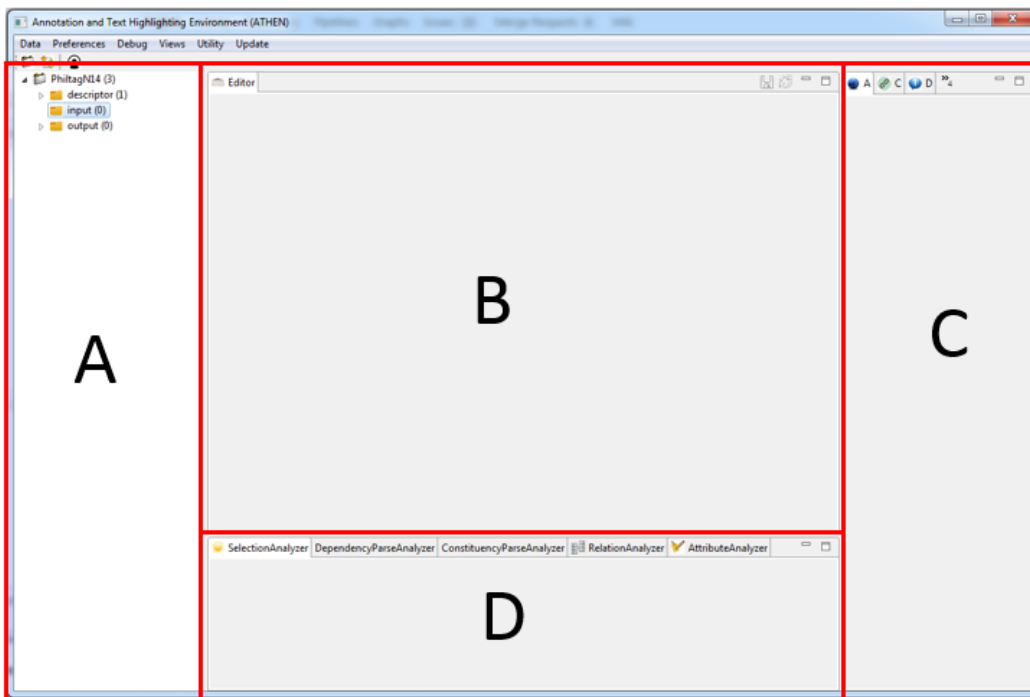 Annotation and Text Highlighting Environment (ATHEN)
Data Preferences Debug Views Utility Update
PhiltagN14 (3)
descriptor (1)
input (0)
output (0)
A
Editor
B
A C D »4
C
SelectionAnalyzer DependencyParseAnalyzer ConstituencyParseAnalyzer RelationAnalyzer AttributeAnalyzer
D